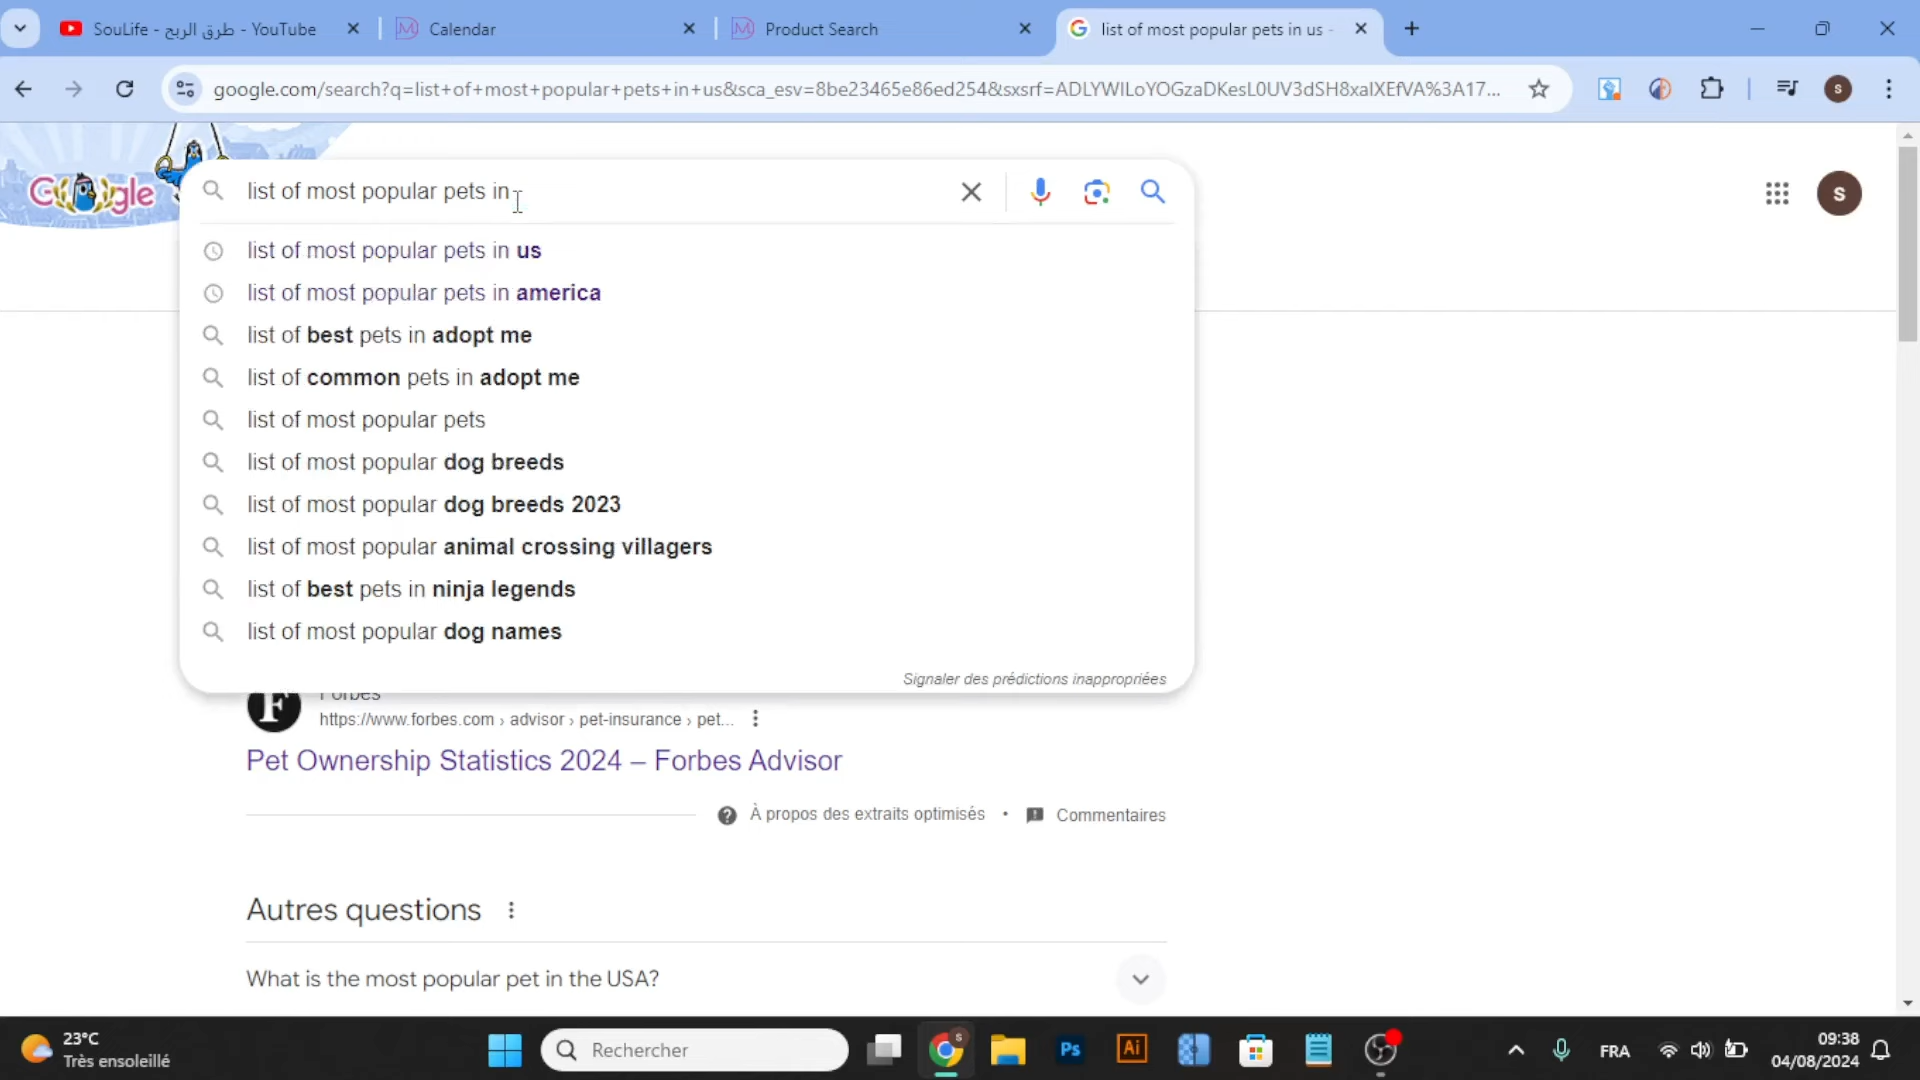 SouLife - طرق الربح - YouTube
Calendar
Product Search
list of most popular pets in us -
google.com/search?q=list+of+most+popular+pets+in+us&sca_esv=8be23465e86ed254&sxsrf=ADLYWILoYOGzaDKesL0UV3dSH8xalXEfVA%3A17...
s
Google
list of most popular pets in
s
list of most popular pets in us
list of most popular pets in america
list of best pets in adopt me
list of common pets in adopt me
list of most popular pets
list of most popular dog breeds
list of most popular dog breeds 2023
list of most popular animal crossing villagers
list of best pets in ninja legends
list of most popular dog names
Signaler des prédictions inappropriées
F
Forbes
https://www.forbes.com › advisor › pet-insurance › pet...
Pet Ownership Statistics 2024 – Forbes Advisor
À propos des extraits optimisés
Commentaires
Autres questions
What is the most popular pet in the USA?
23°C
Très ensoleillé
Rechercher
s
Ps
Ai
FRA
09:38
04/08/2024